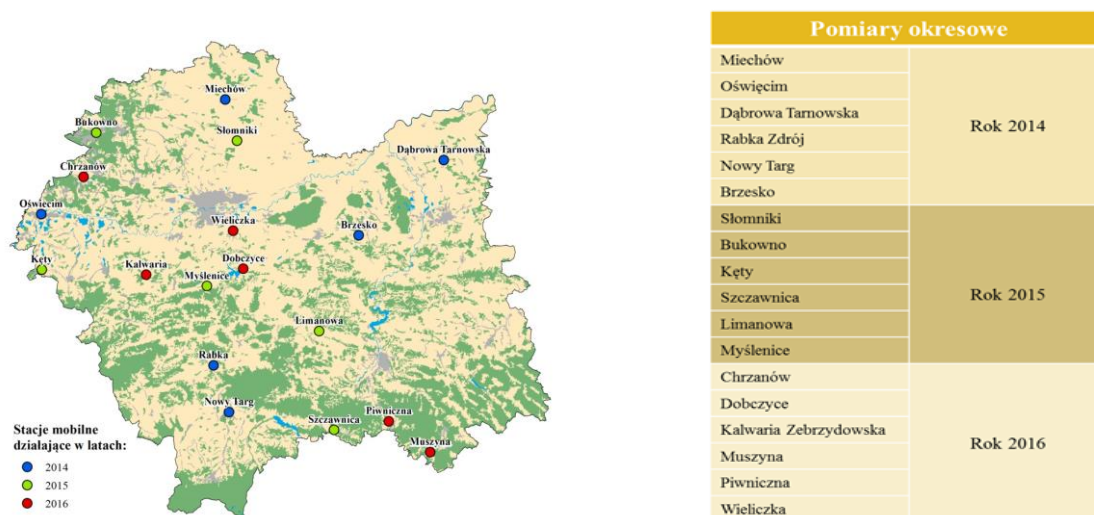 Miechów
Bukowno
Słomniki
Dąbrowa Tarnowska
Chrzanów
Oświęcim
Wieliczka
Brzesko
Kęty
Kalwaria
Dobczyce
Myślenice
Limanowa
Rabka
Nowy Targ
Szczawnica
Piwniczna
Muszyna
Stacje mobilne
działające w latach:
2014
2015
2016
Pomiary okresowe
Miechów
Oświęcim
Dąbrowa Tarnowska
Rabka Zdrój
Nowy Targ
Brzesko
Rok 2014
Słomniki
Bukowno
Kęty
Szczawnica
Limanowa
Myślenice
Rok 2015
Chrzanów
Dobczyce
Kalwaria Zebrzydowska
Muszyna
Piwniczna
Wieliczka
Rok 2016